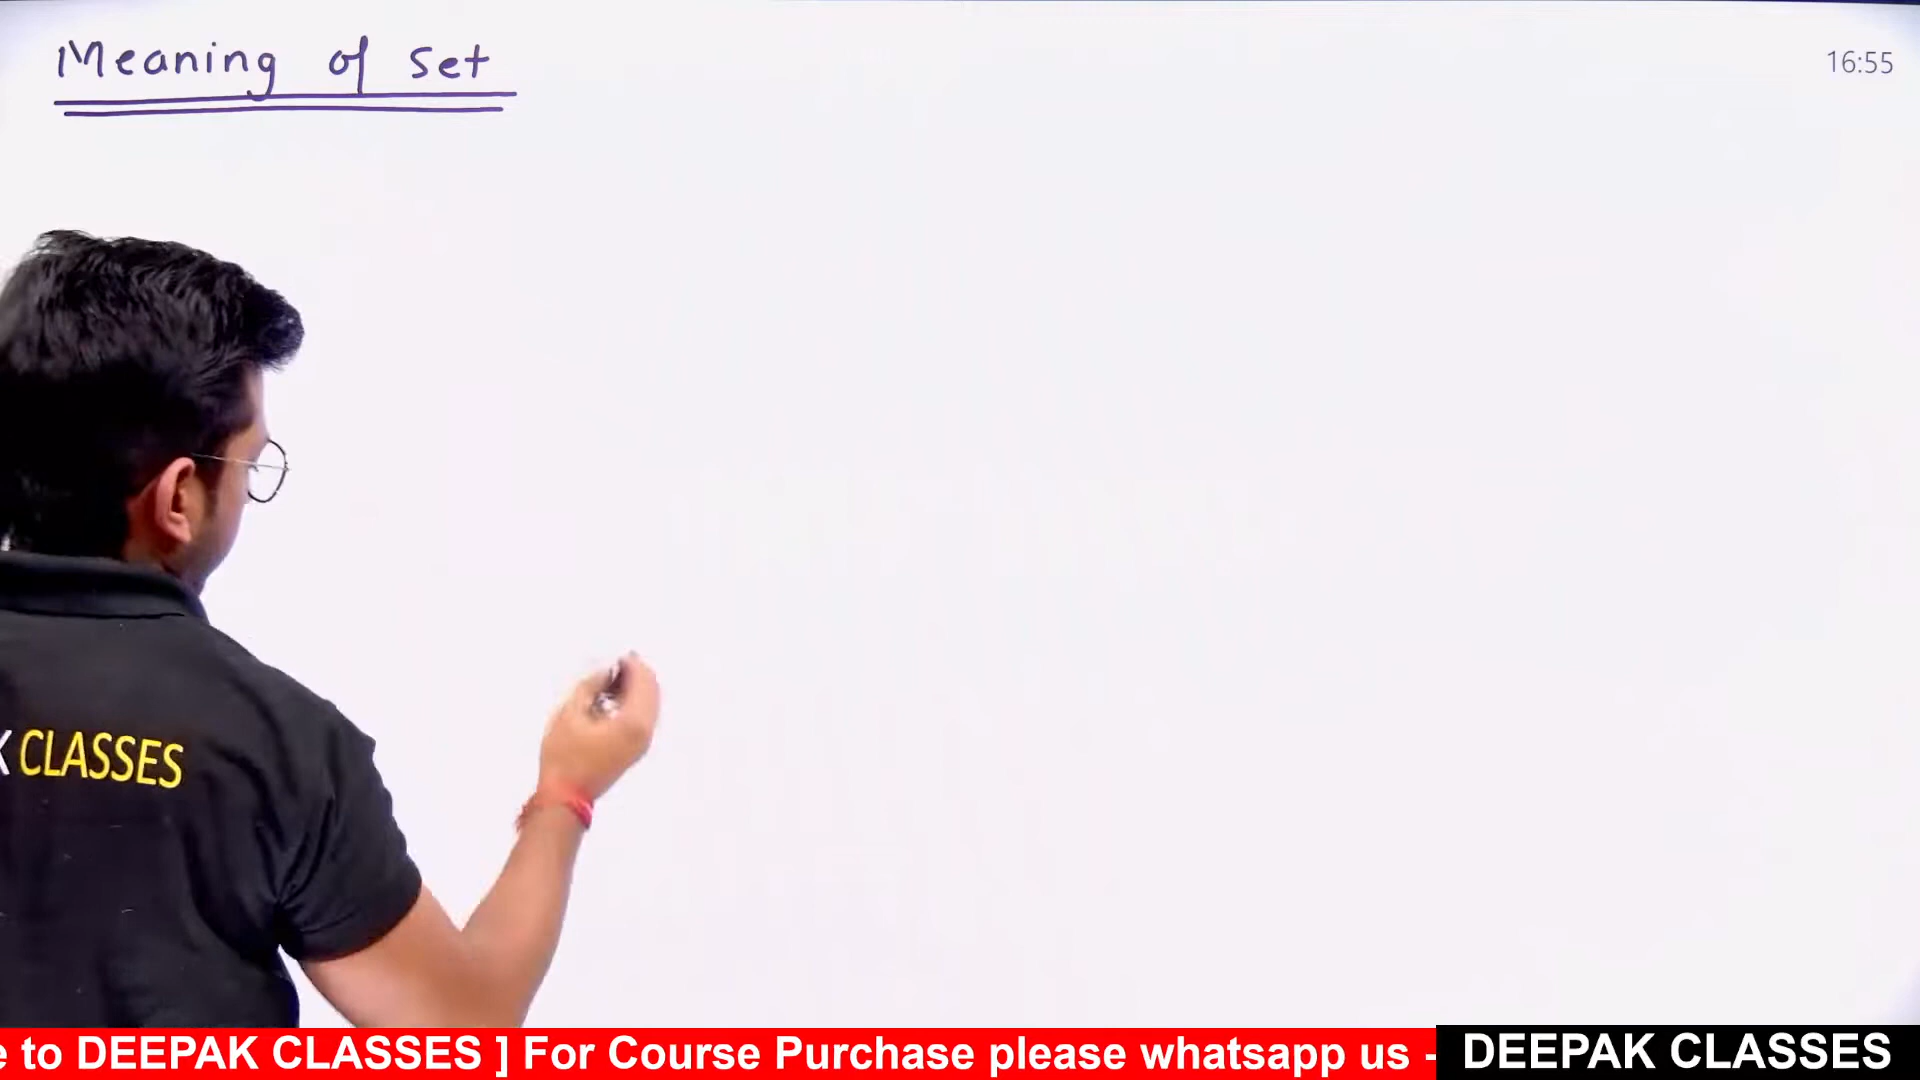 Meaning of set
16:55
K CLASSES
e to DEEPAK CLASSES ] For Course Purchase please whatsapp us -
DEEPAK CLASSES